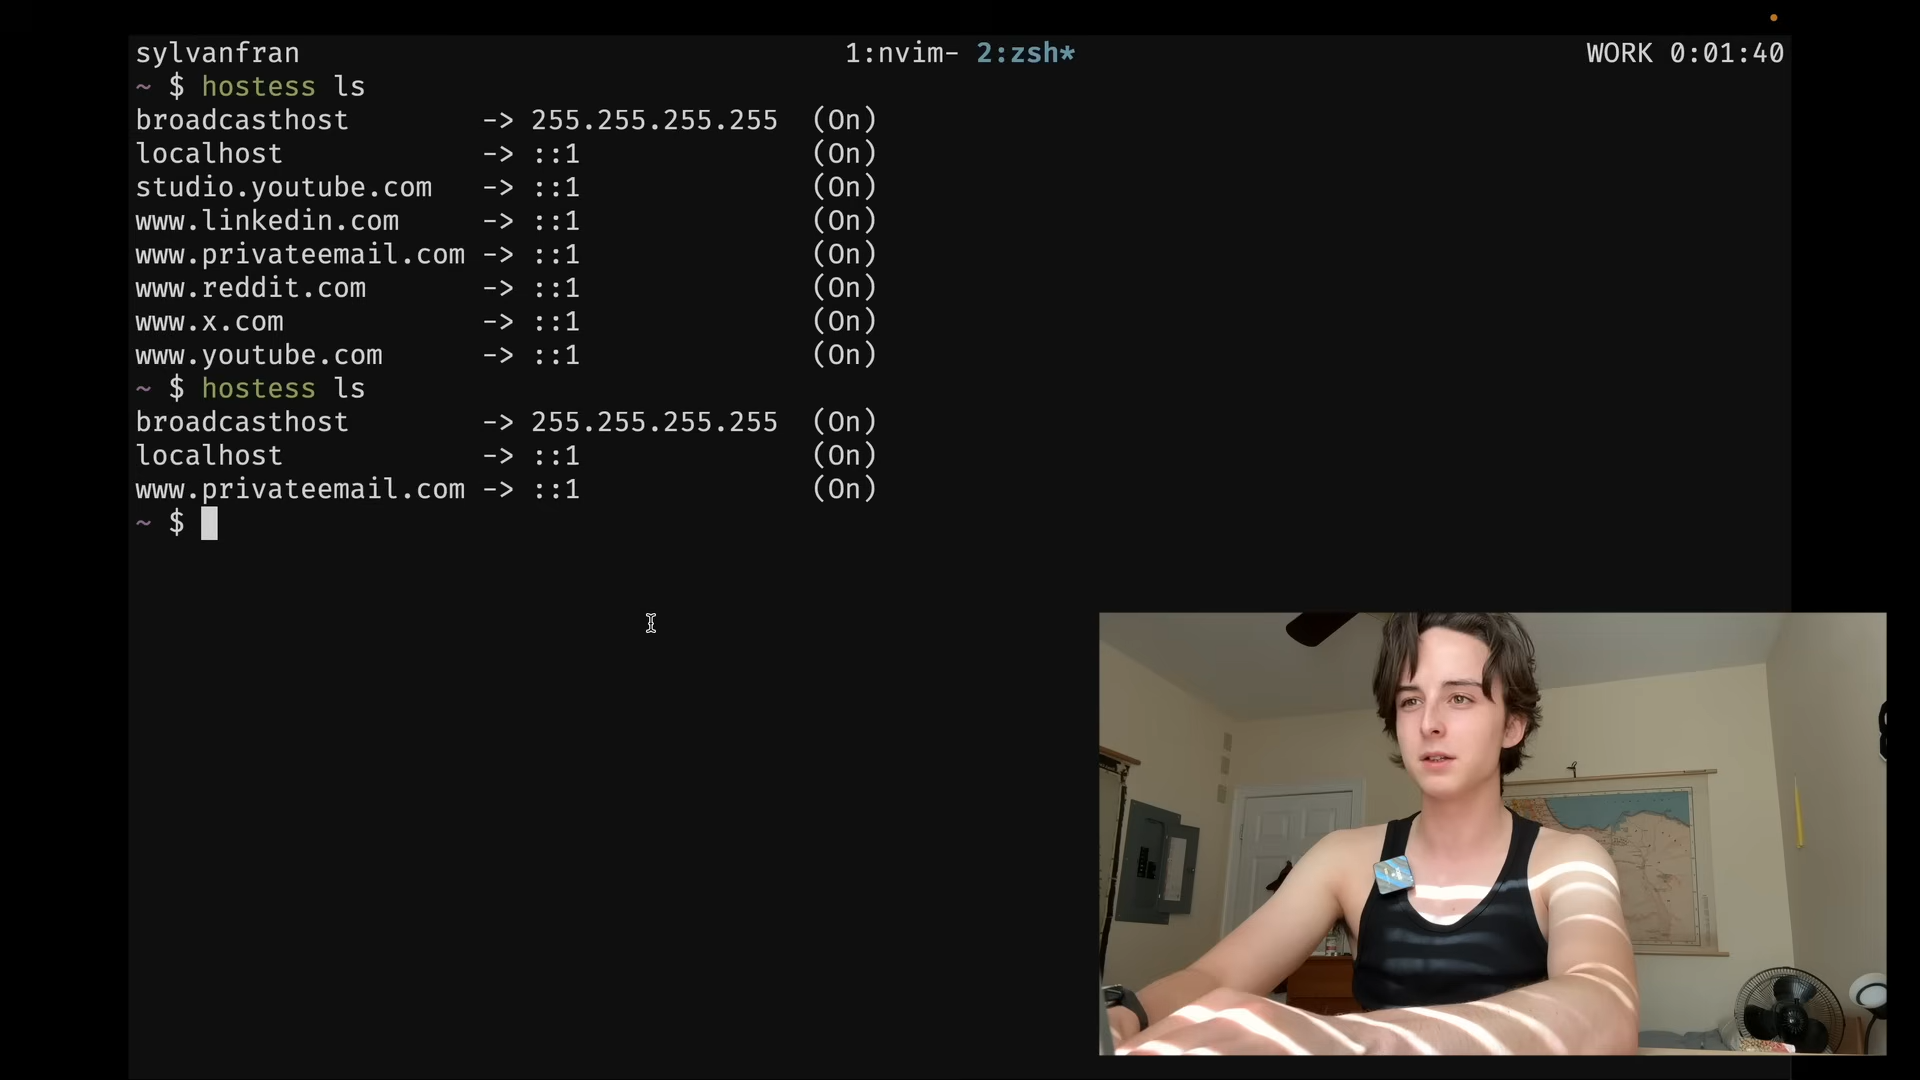 sylvanfran 1:nvim- 2:zsh* WORK 0:01:40
~ $ hostess ls
broadcasthost -> 255.255.255.255 (On)
localhost -> ::1 (On)
studio.youtube.com -> ::1 (On)
www.linkedin.com -> ::1 (On)
www.privateemail.com -> ::1 (On)
www.reddit.com -> ::1 (On)
www.x.com -> ::1 (On)
www.youtube.com -> ::1 (On)
~ $ hostess ls
broadcasthost -> 255.255.255.255 (On)
localhost -> ::1 (On)
www.privateemail.com -> ::1 (On)
~ $